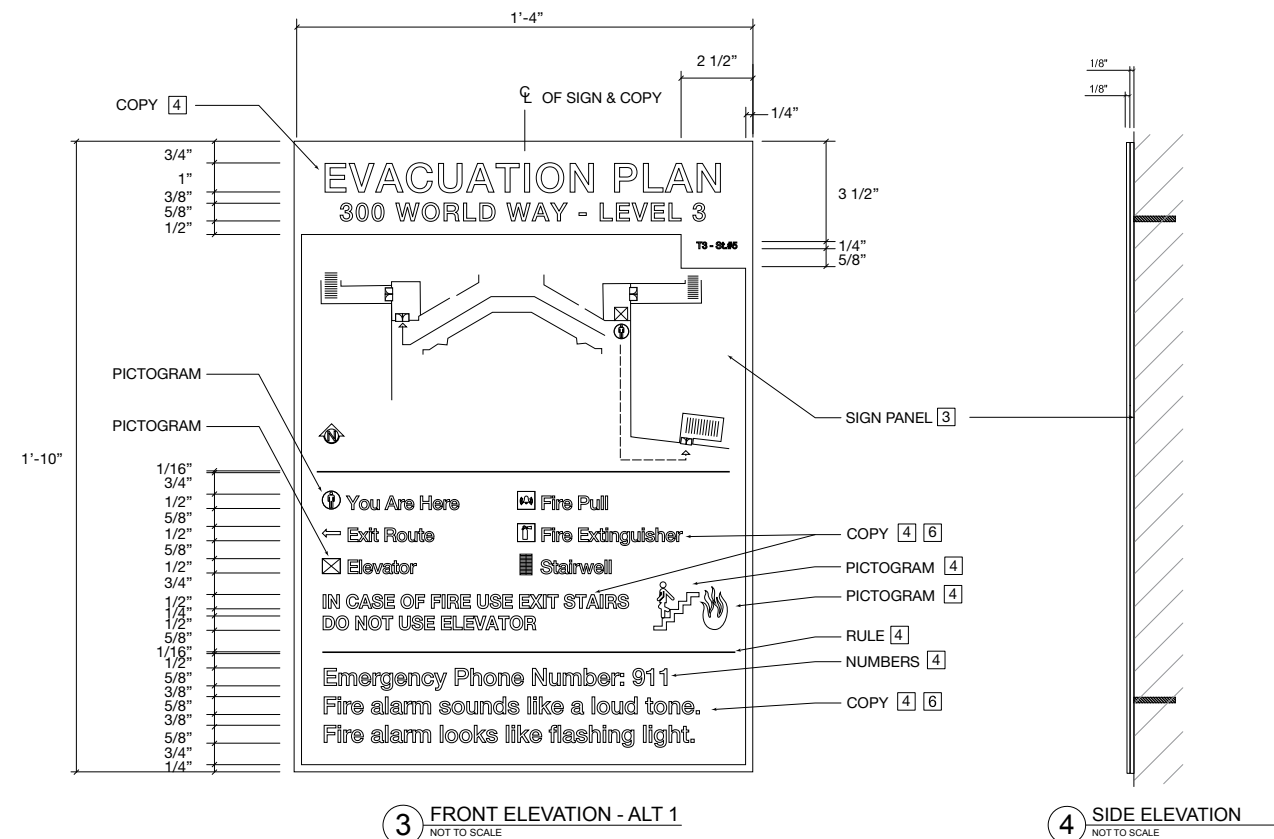 1'-4"
2 1/2"
1/8"
1/8"
COPY 4
℄ OF SIGN & COPY
1/4"
3/4"
1"
3/8"
5/8"
1/2"
EVACUATION PLAN
300 WORLD WAY - LEVEL 3
3 1/2"
T3 - St.#5
1/4"
5/8"
PICTOGRAM
PICTOGRAM
SIGN PANEL 3
N
1'-10"
1/16"
3/4"
1/2"
5/8"
1/2"
5/8"
1/2"
3/4"
1/2"
1/4"
1/2"
5/8"
1/16"
1/2"
5/8"
3/8"
5/8"
3/8"
5/8"
3/4"
1/4"
You Are Here
Fire Pull
Exit Route
Fire Extinguisher
Elevator
Stairwell
IN CASE OF FIRE USE EXIT STAIRS
DO NOT USE ELEVATOR
Emergency Phone Number: 911
Fire alarm sounds like a loud tone.
Fire alarm looks like flashing light.
COPY 4 6
PICTOGRAM 4
PICTOGRAM 4
RULE 4
NUMBERS 4
COPY 4 6
3 FRONT ELEVATION - ALT 1
NOT TO SCALE
4 SIDE ELEVATION
NOT TO SCALE